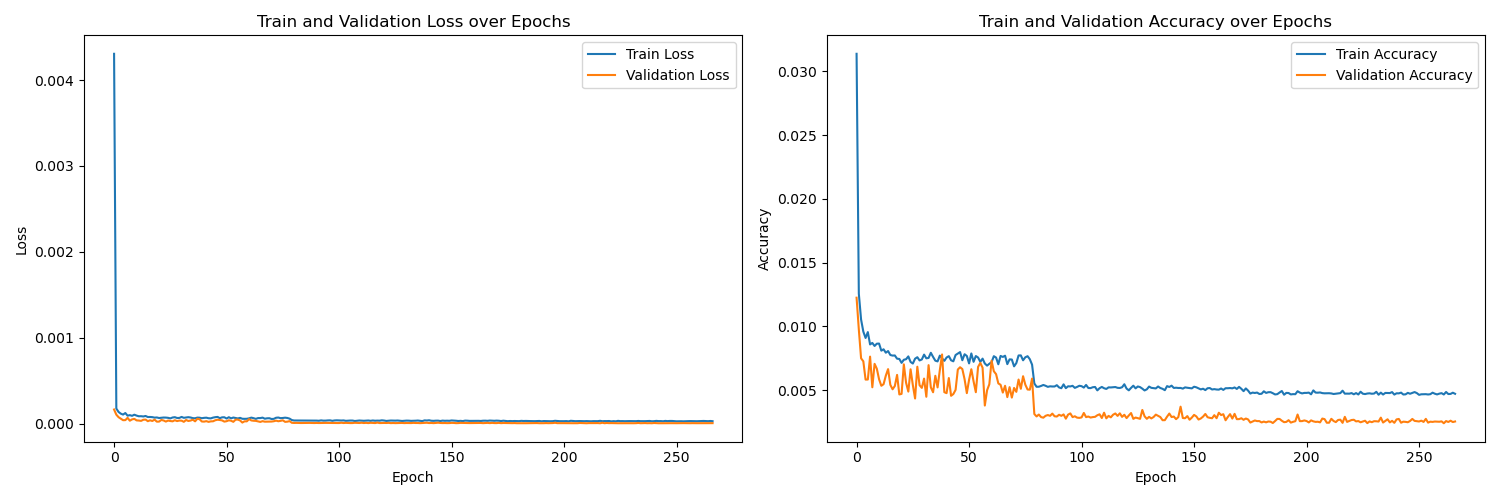 Train and Validation Loss over Epochs
Train Loss
Validation Loss
0.004
0.003
0.002
0.001
0.000
Loss
0 50 100 150 200 250
Epoch
Train and Validation Accuracy over Epochs
Train Accuracy
Validation Accuracy
0.030
0.025
0.020
0.015
0.010
0.005
Accuracy
0 50 100 150 200 250
Epoch